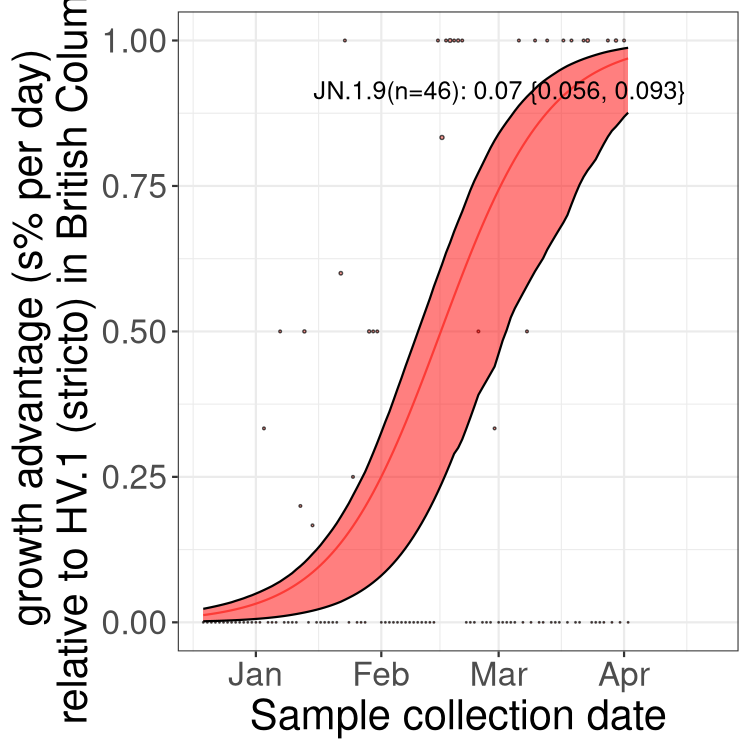 growth advantage (s% per day)
relative to HV.1 (stricto) in British Colum
1.00
0.75
0.50
0.25
0.00
JN.1.9(n=46): 0.07 {0.056, 0.093}
Jan Feb Mar Apr
Sample collection date